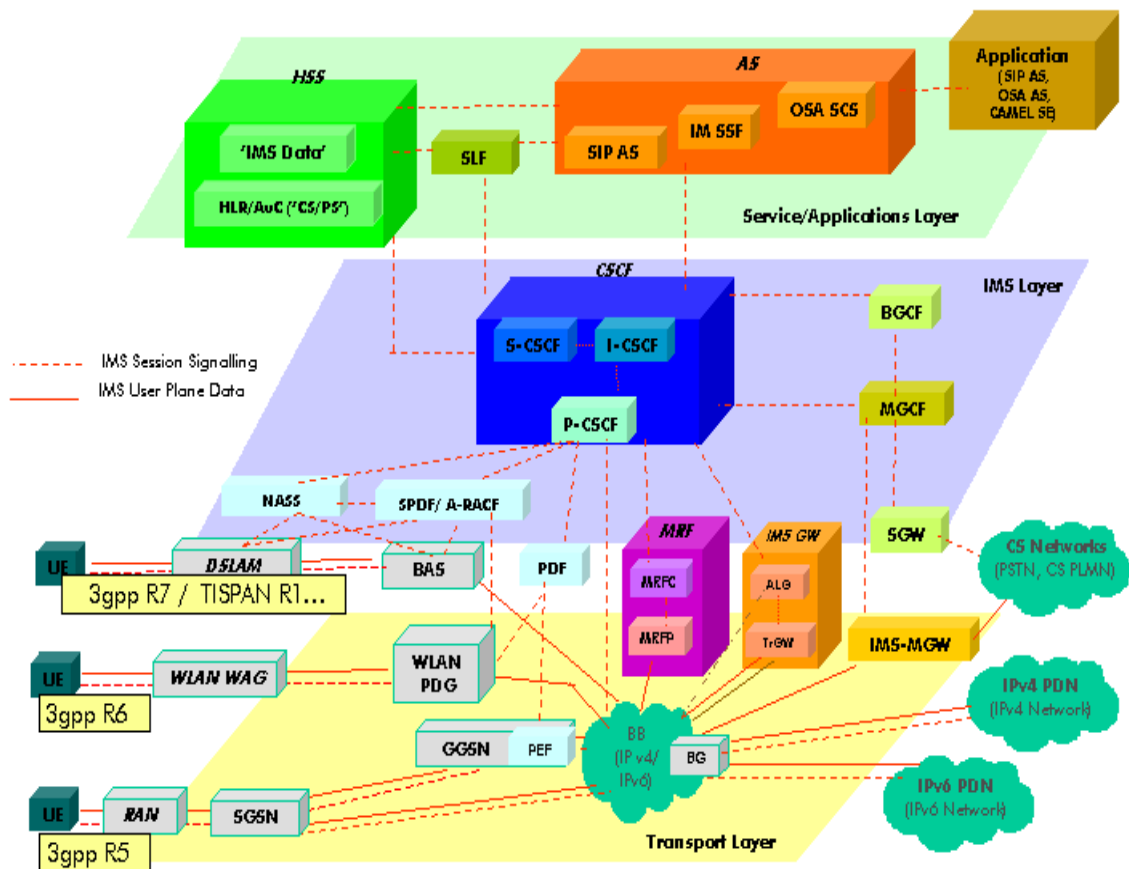 HSS
AS
Application
(SIP AS,
OSA AS,
CAMEL SE)
OSA SCS
IM SSF
'IMS Data'
SLF
SIP AS
HLR/AuC ('CS/PS')
Service/Applications Layer
CSCF
IMS Layer
BGCF
S-CSCF
I-CSCF
IMS Session Signalling
IMS User Plane Data
MGCF
P-CSCF
NASS
SPDF/ A-RACF
MRF
IMS GW
SGW
CS Networks
(PSTN, CS PLMN)
UE
DSLAM
BAS
PDF
MRFC
ALG
3gpp R7 / TISPAN R1...
MRFP
TrGW
IMS-MGW
UE
WLAN WAG
WLAN
PDG
3gpp R6
IPv4 PDN
(IPv4 Network)
GGSN
PEF
BB
(IP v4/
IPv6)
BG
IPv6 PDN
(IPv6 Network)
UE
RAN
SGSN
Transport Layer
3gpp R5